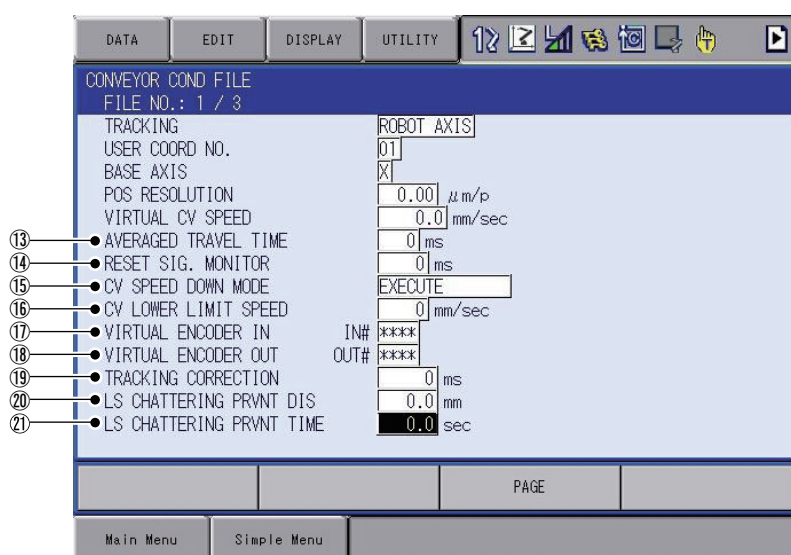 DATA EDIT DISPLAY UTILITY
CONVEYOR COND FILE
FILE NO.: 1 / 3
TRACKING ROBOT AXIS
USER COORD NO. 01
BASE AXIS X
POS RESOLUTION 0.00 μm/p
VIRTUAL CV SPEED 0.0 mm/sec
⑬ AVERAGED TRAVEL TIME 0 ms
⑭ RESET SIG. MONITOR 0 ms
⑮ CV SPEED DOWN MODE EXECUTE
⑯ CV LOWER LIMIT SPEED 0 mm/sec
⑰ VIRTUAL ENCODER IN IN# ****
⑱ VIRTUAL ENCODER OUT OUT# ****
⑲ TRACKING CORRECTION 0 ms
⑳ LS CHATTERING PRVNT DIS 0.0 mm
㉑ LS CHATTERING PRVNT TIME 0.0 sec
PAGE
Main Menu Simple Menu